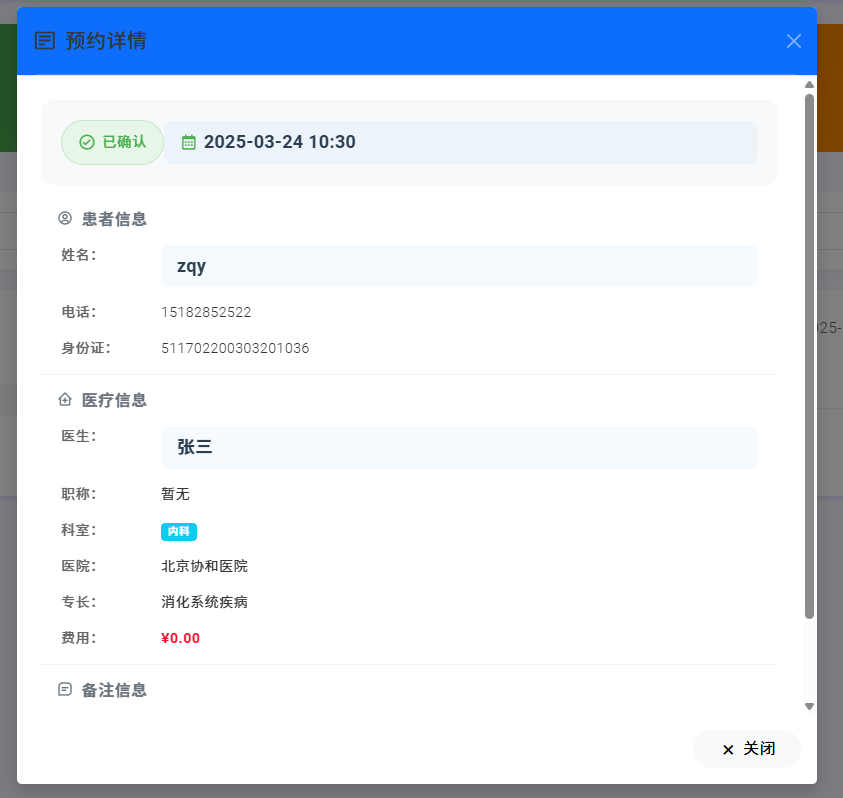 预约详情
已确认 2025-03-24 10:30
患者信息
姓名： zqy
电话： 15182852522
身份证： 511702200303201036
025-
医疗信息
医生： 张三
职称： 暂无
科室： 内科
医院： 北京协和医院
专长： 消化系统疾病
费用： ¥0.00
备注信息
× 关闭